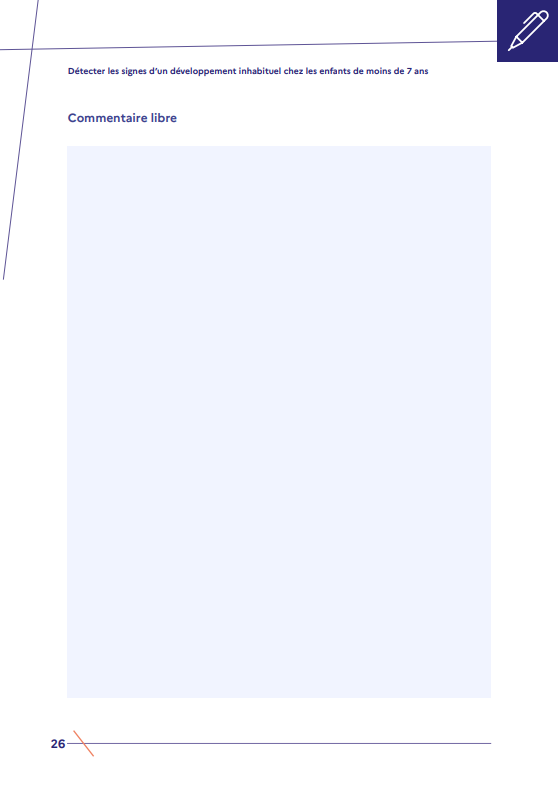 Détecter les signes d'un développement inhabituel chez les enfants de moins de 7 ans
Commentaire libre
26